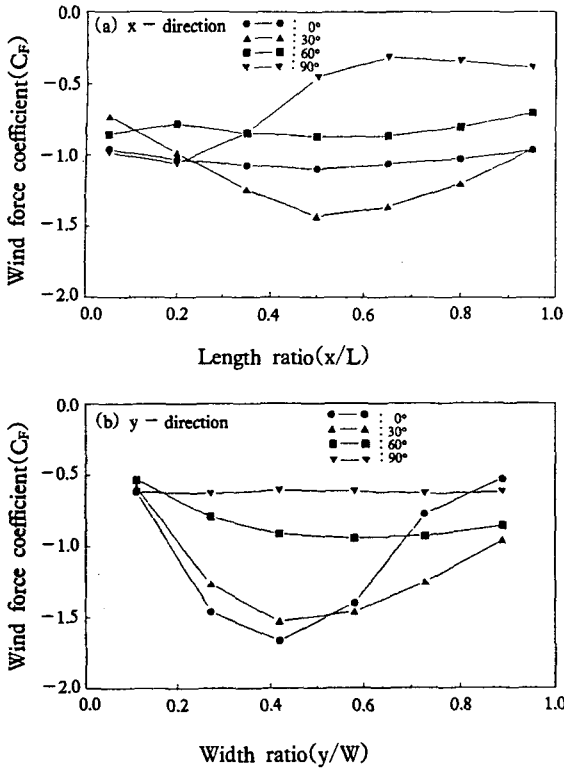 (a) x − direction
: 0°
: 30°
: 60°
: 90°
Wind force coefficient(CF)
0.0
−0.5
−1.0
−1.5
−2.0
0.0 0.2 0.4 0.6 0.8 1.0
Length ratio(x/L)
(b) y − direction
: 0°
: 30°
: 60°
: 90°
Wind force coefficient(CF)
0.0
−0.5
−1.0
−1.5
−2.0
0.0 0.2 0.4 0.6 0.8 1.0
Width ratio(y/W)